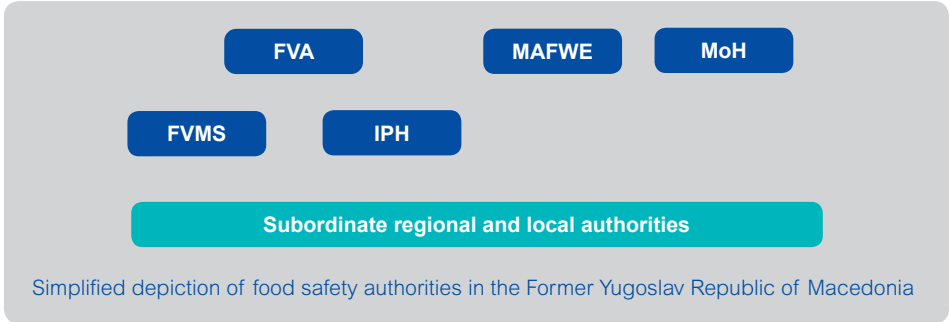 FVA
MAFWE
MoH
FVMS
IPH
Subordinate regional and local authorities
Simplified depiction of food safety authorities in the Former Yugoslav Republic of Macedonia